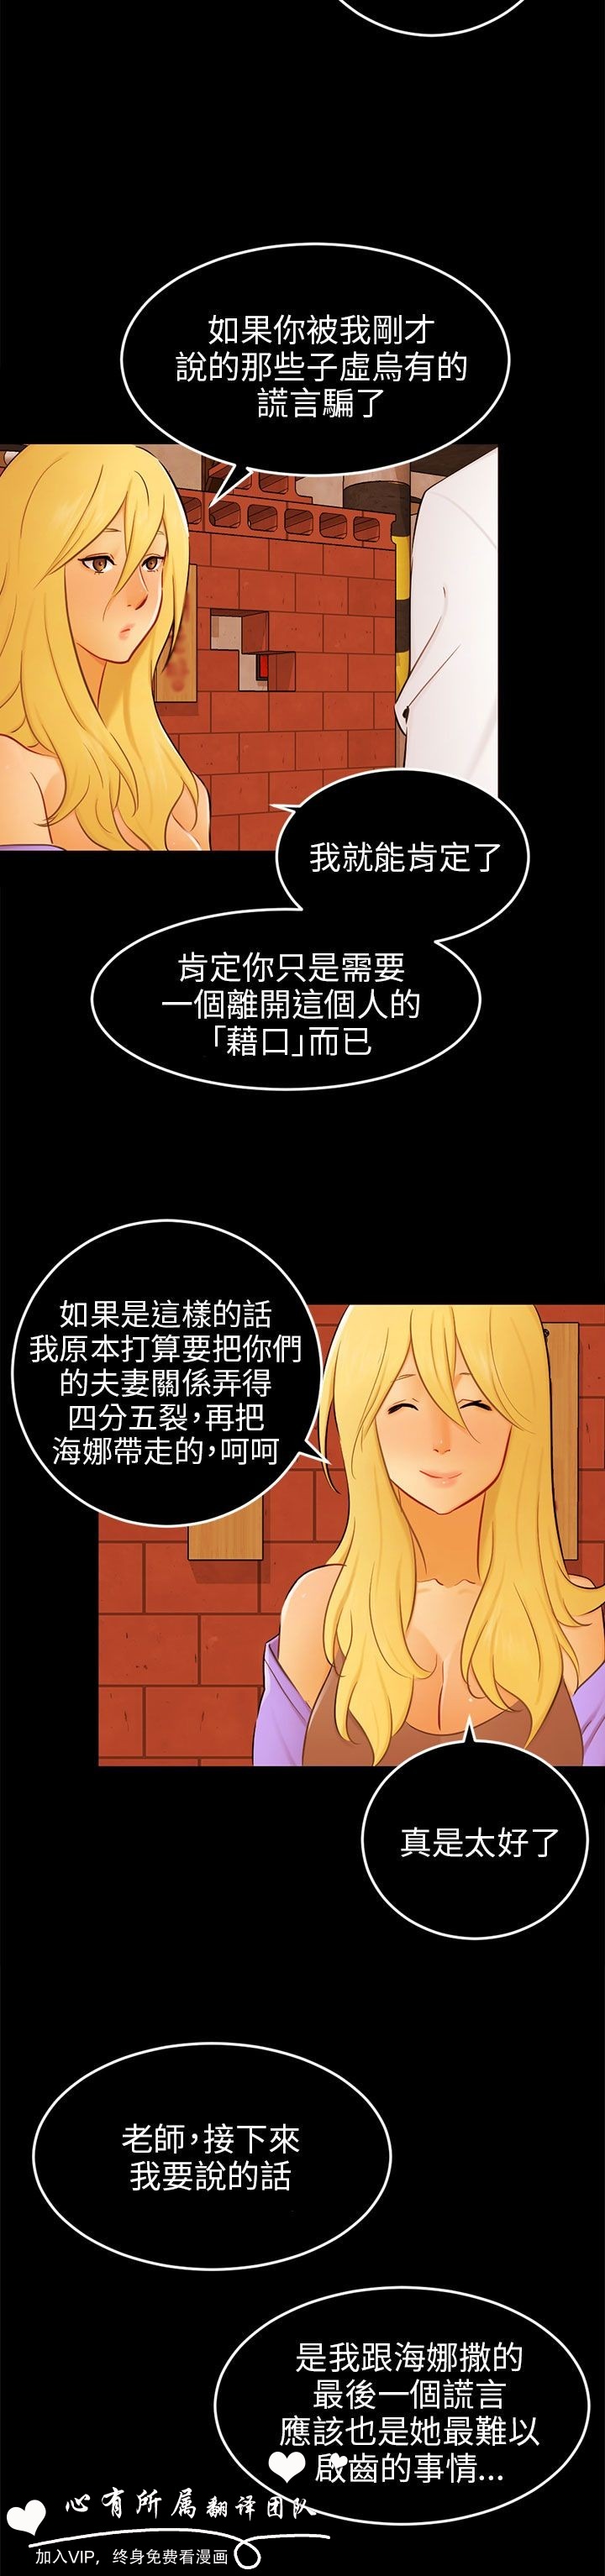 如果你被我剛才
說的那些子虛烏有的
謊言騙了
我就能肯定了
肯定你只是需要
一個離開這個人的
「藉口」而已
如果是這樣的話
我原本打算要把你們
的夫妻關係弄得
四分五裂，再把
海娜帶走的，呵呵
真是太好了
老師，接下來
我要說的話
是我跟海娜撒的
最後一個謊言
應該也是她最難以
啟齒的事情...
心有所属翻译团队
加入VIP，终身免费看漫画